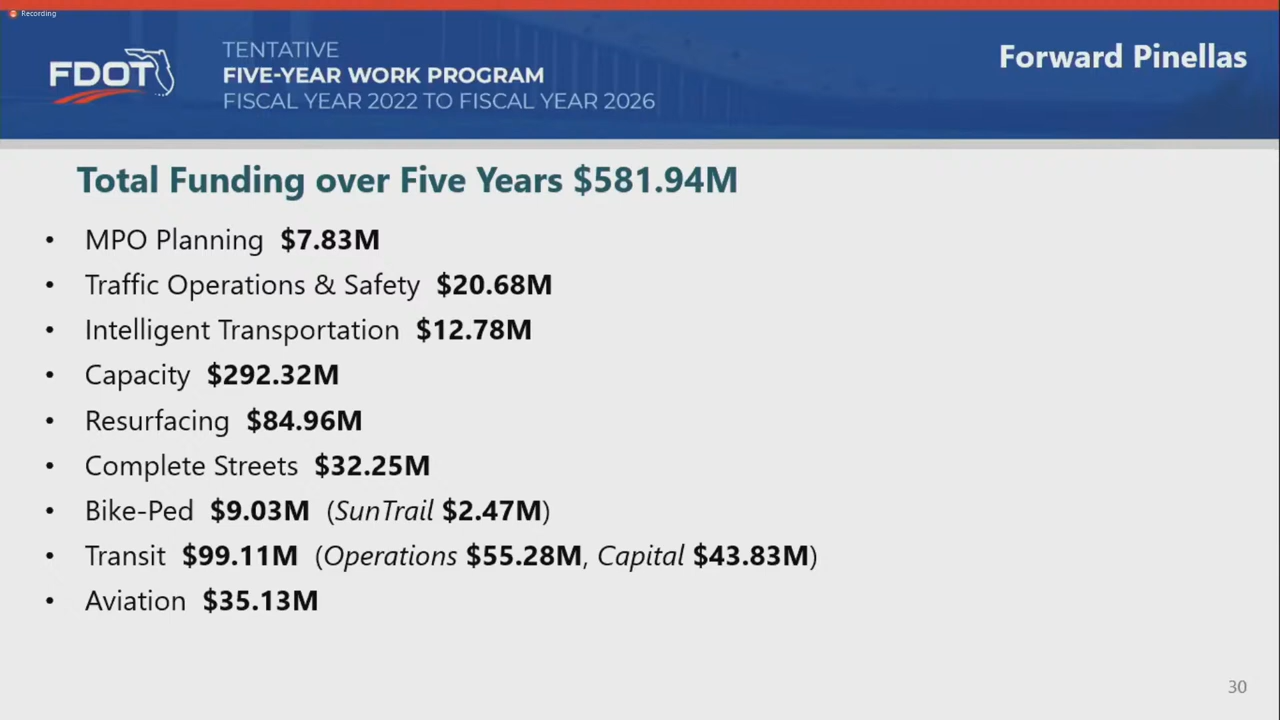 Recording
FDOT
TENTATIVE
FIVE-YEAR WORK PROGRAM
FISCAL YEAR 2022 TO FISCAL YEAR 2026
Forward Pinellas
Total Funding over Five Years $581.94M
• MPO Planning $7.83M
• Traffic Operations & Safety $20.68M
• Intelligent Transportation $12.78M
• Capacity $292.32M
• Resurfacing $84.96M
• Complete Streets $32.25M
• Bike-Ped $9.03M (SunTrail $2.47M)
• Transit $99.11M (Operations $55.28M, Capital $43.83M)
• Aviation $35.13M
30